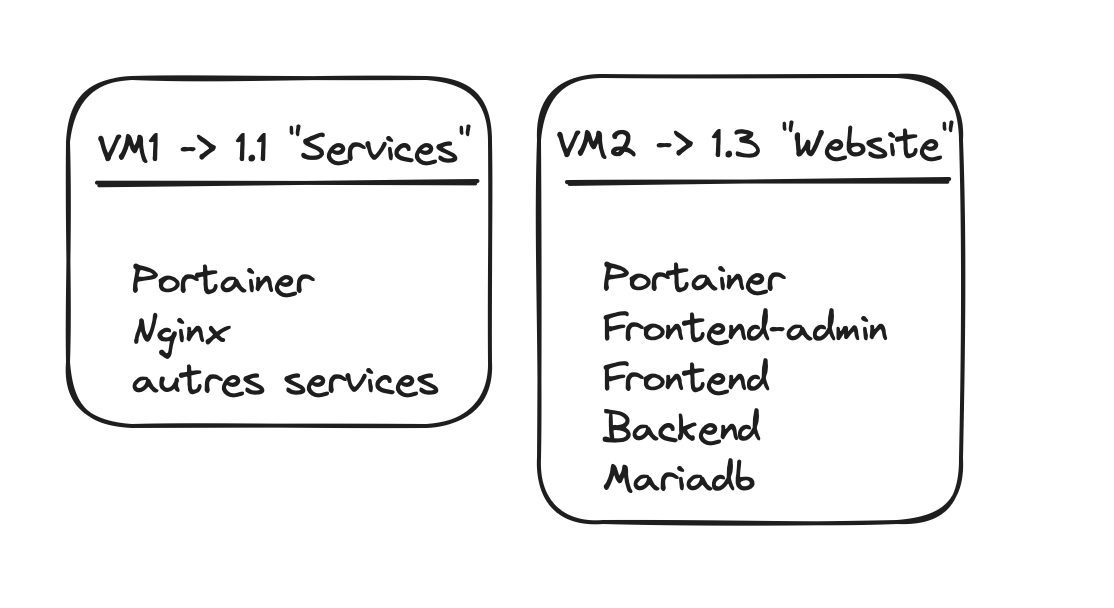 VM1 -> 1.1 "Services"
Portainer
Nginx
autres services
VM2 -> 1.3 "Website"
Portainer
Frontend-admin
Frontend
Backend
Mariadb